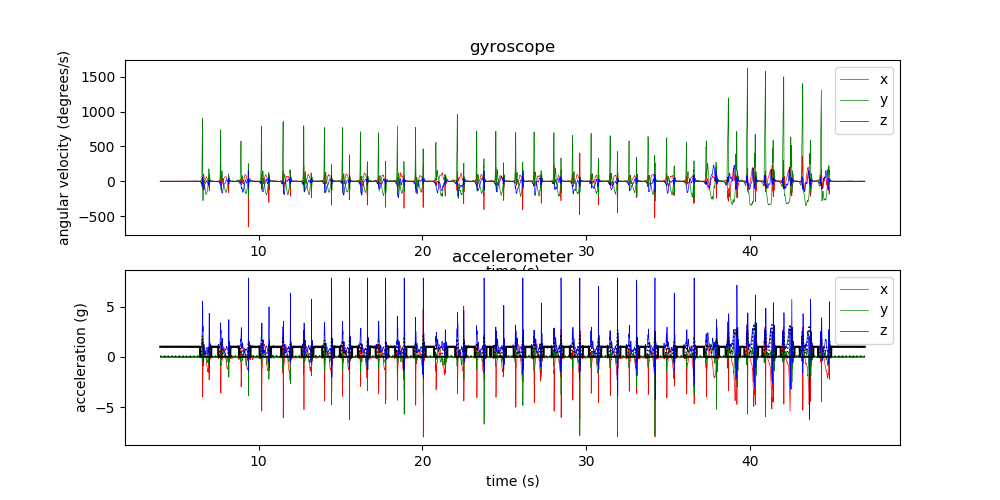 gyroscope
angular velocity (degrees/s)
1500
1000
500
0
−500
x
y
z
10
20
30
40
time (s)
accelerometer
acceleration (g)
5
0
−5
x
y
z
10
20
30
40
time (s)